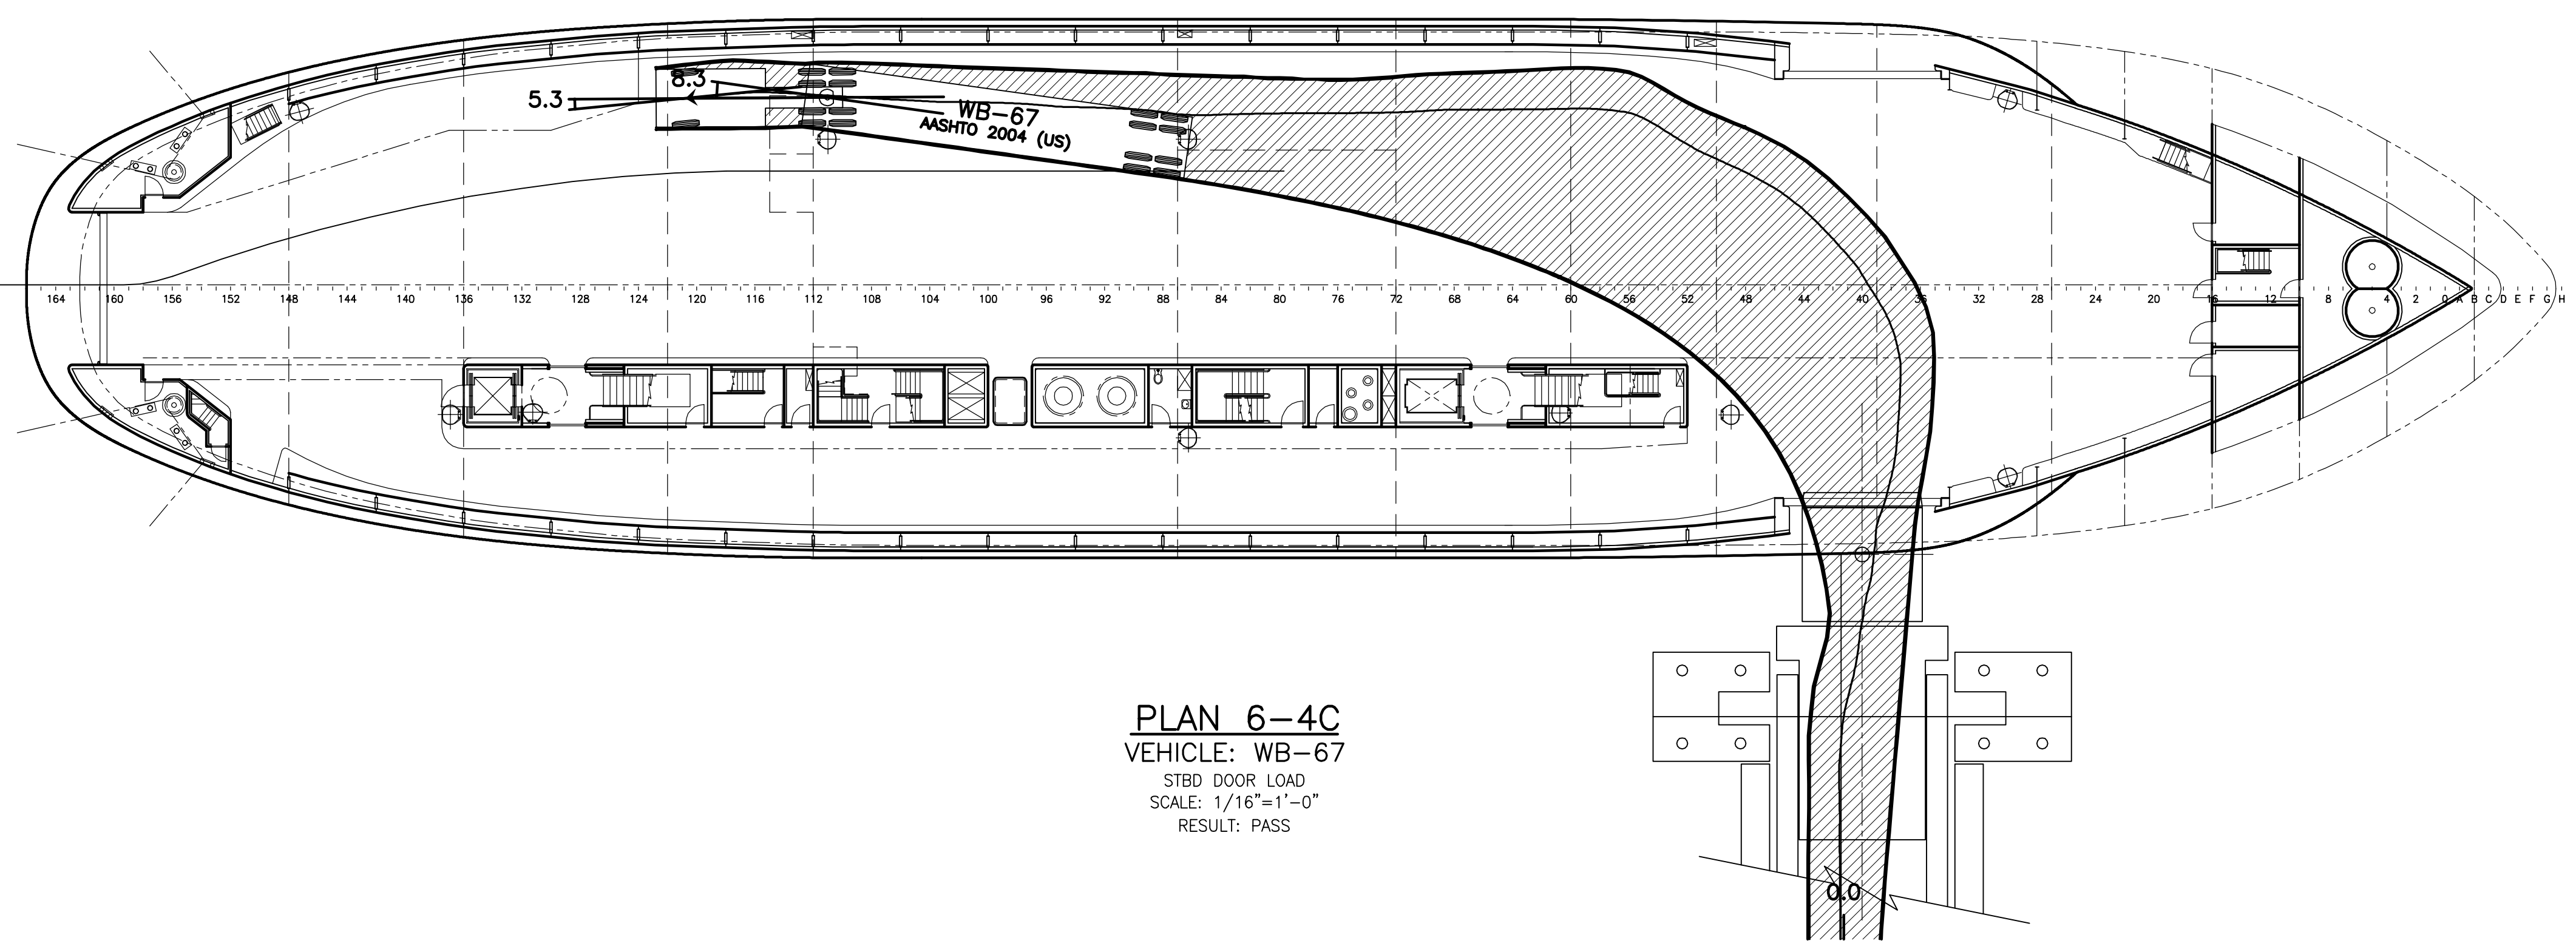 8.3
5.3
WB-67
AASHTO 2004 (US)
164 160 156 152 148 144 140 136 132 128 124 120 116 112 108 104 100 96 92 88 84 80 76 72 68 64 60 56 52 48 44 40 36 32 28 24 20 16 12 8 4 2 0 A B C D E F G H
PLAN 6-4C
VEHICLE: WB-67
STBD DOOR LOAD
SCALE: 1/16"=1'-0"
RESULT: PASS
0.0